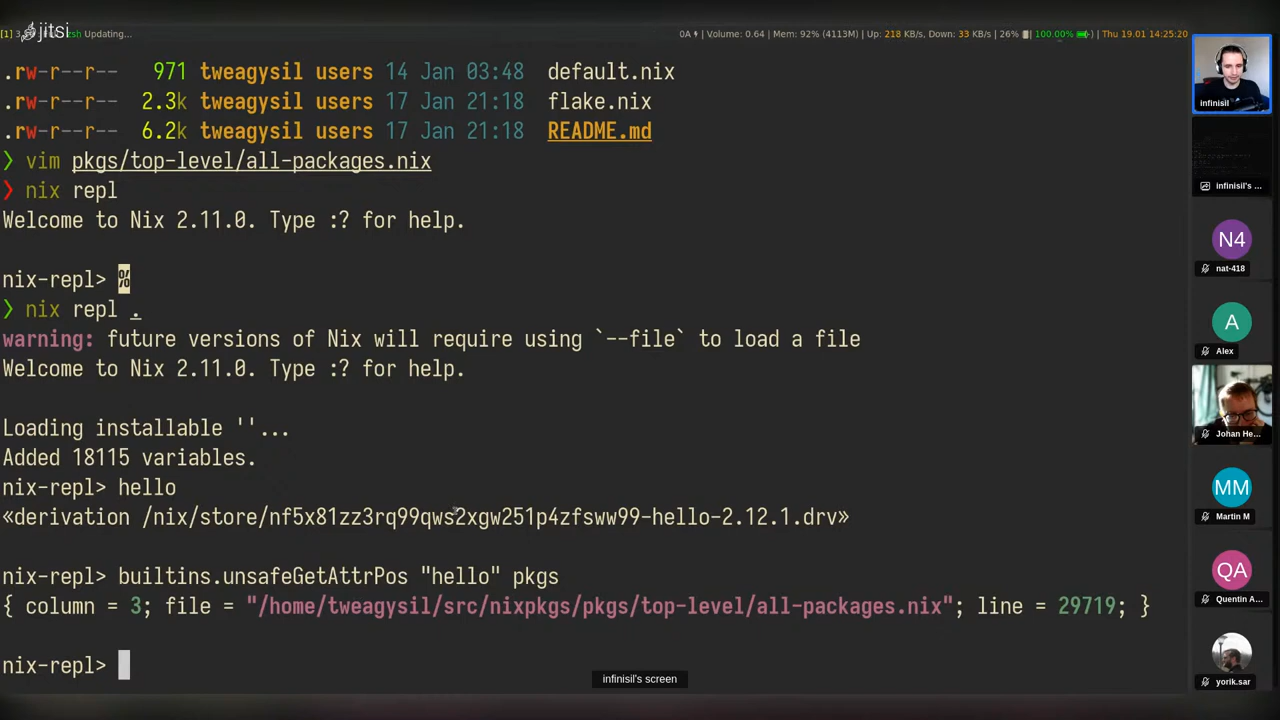 jitsi
[1] zsh Updating... 0A | Volume: 0.64 | Mem: 92% (4113M) | Up: 218 KB/s, Down: 33 KB/s | 26% | 100.00% | Thu 19.01 14:25:20
.rw-r--r-- 971 tweagysil users 14 Jan 03:48 default.nix
.rw-r--r-- 2.3k tweagysil users 17 Jan 21:18 flake.nix
.rw-r--r-- 6.2k tweagysil users 17 Jan 21:18 README.md
❯ vim pkgs/top-level/all-packages.nix
❯ nix repl
Welcome to Nix 2.11.0. Type :? for help.
nix-repl> %
❯ nix repl .
warning: future versions of Nix will require using `--file` to load a file
Welcome to Nix 2.11.0. Type :? for help.
Loading installable ''...
Added 18115 variables.
nix-repl> hello
«derivation /nix/store/nf5x81zz3rq99qws2xgw251p4zfsww99-hello-2.12.1.drv»
nix-repl> builtins.unsafeGetAttrPos "hello" pkgs
{ column = 3; file = "/home/tweagysil/src/nixpkgs/pkgs/top-level/all-packages.nix"; line = 29719; }
nix-repl>
infinisil's screen
infinisil
infinisil's ...
N4
nat-418
A
Alex
Johan He...
MM
Martin M
QA
Quentin A...
yorik.sar